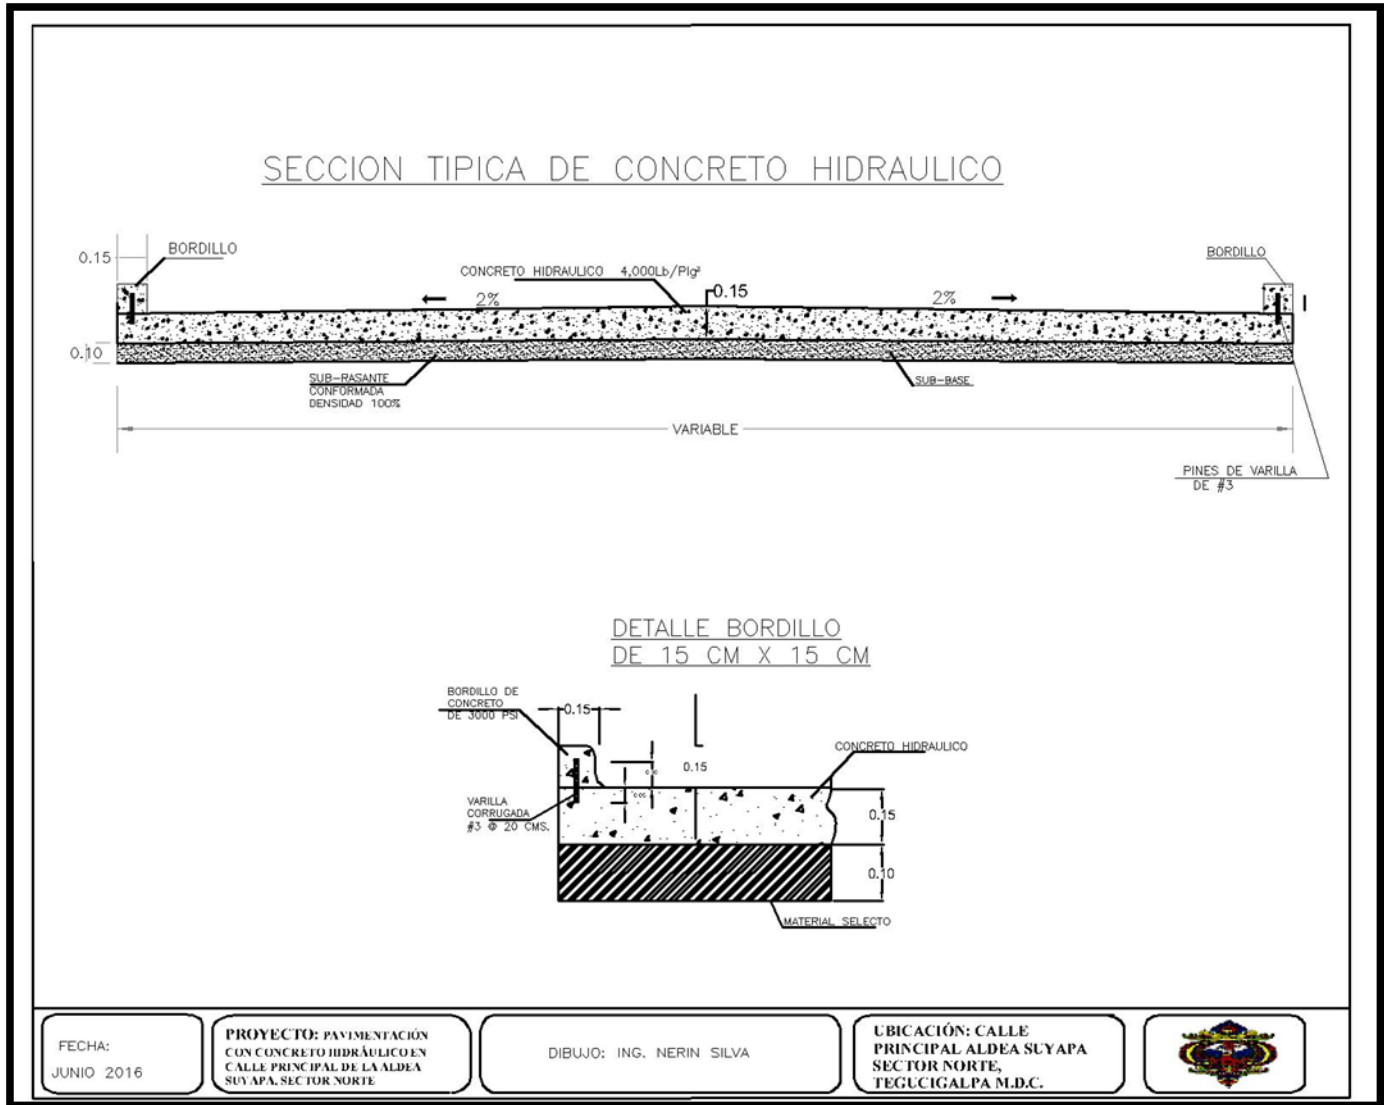 SECCION TIPICA DE CONCRETO HIDRAULICO
0.15
BORDILLO
CONCRETO HIDRAULICO 4,000Lb/Plg²
0.15
2%
2%
BORDILLO
0.10
SUB-RASANTE
CONFORMADA
DENSIDAD 100%
SUB-BASE
VARIABLE
PINES DE VARILLA
DE #3
DETALLE BORDILLO
DE 15 CM X 15 CM
BORDILLO DE
CONCRETO
DE 3000 PSI
0.15
0.15
CONCRETO HIDRAULICO
VARILLA
CORRUGADA
#3 @ 20 CMS.
0.15
0.10
MATERIAL SELECTO
FECHA:
JUNIO 2016
PROYECTO: PAVIMENTACIÓN
CON CONCRETO HIDRÁULICO EN
CALLE PRINCIPAL DE LA ALDEA
SUYAPA, SECTOR NORTE
DIBUJO: ING. NERIN SILVA
UBICACIÓN: CALLE
PRINCIPAL ALDEA SUYAPA
SECTOR NORTE,
TEGUCIGALPA M.D.C.